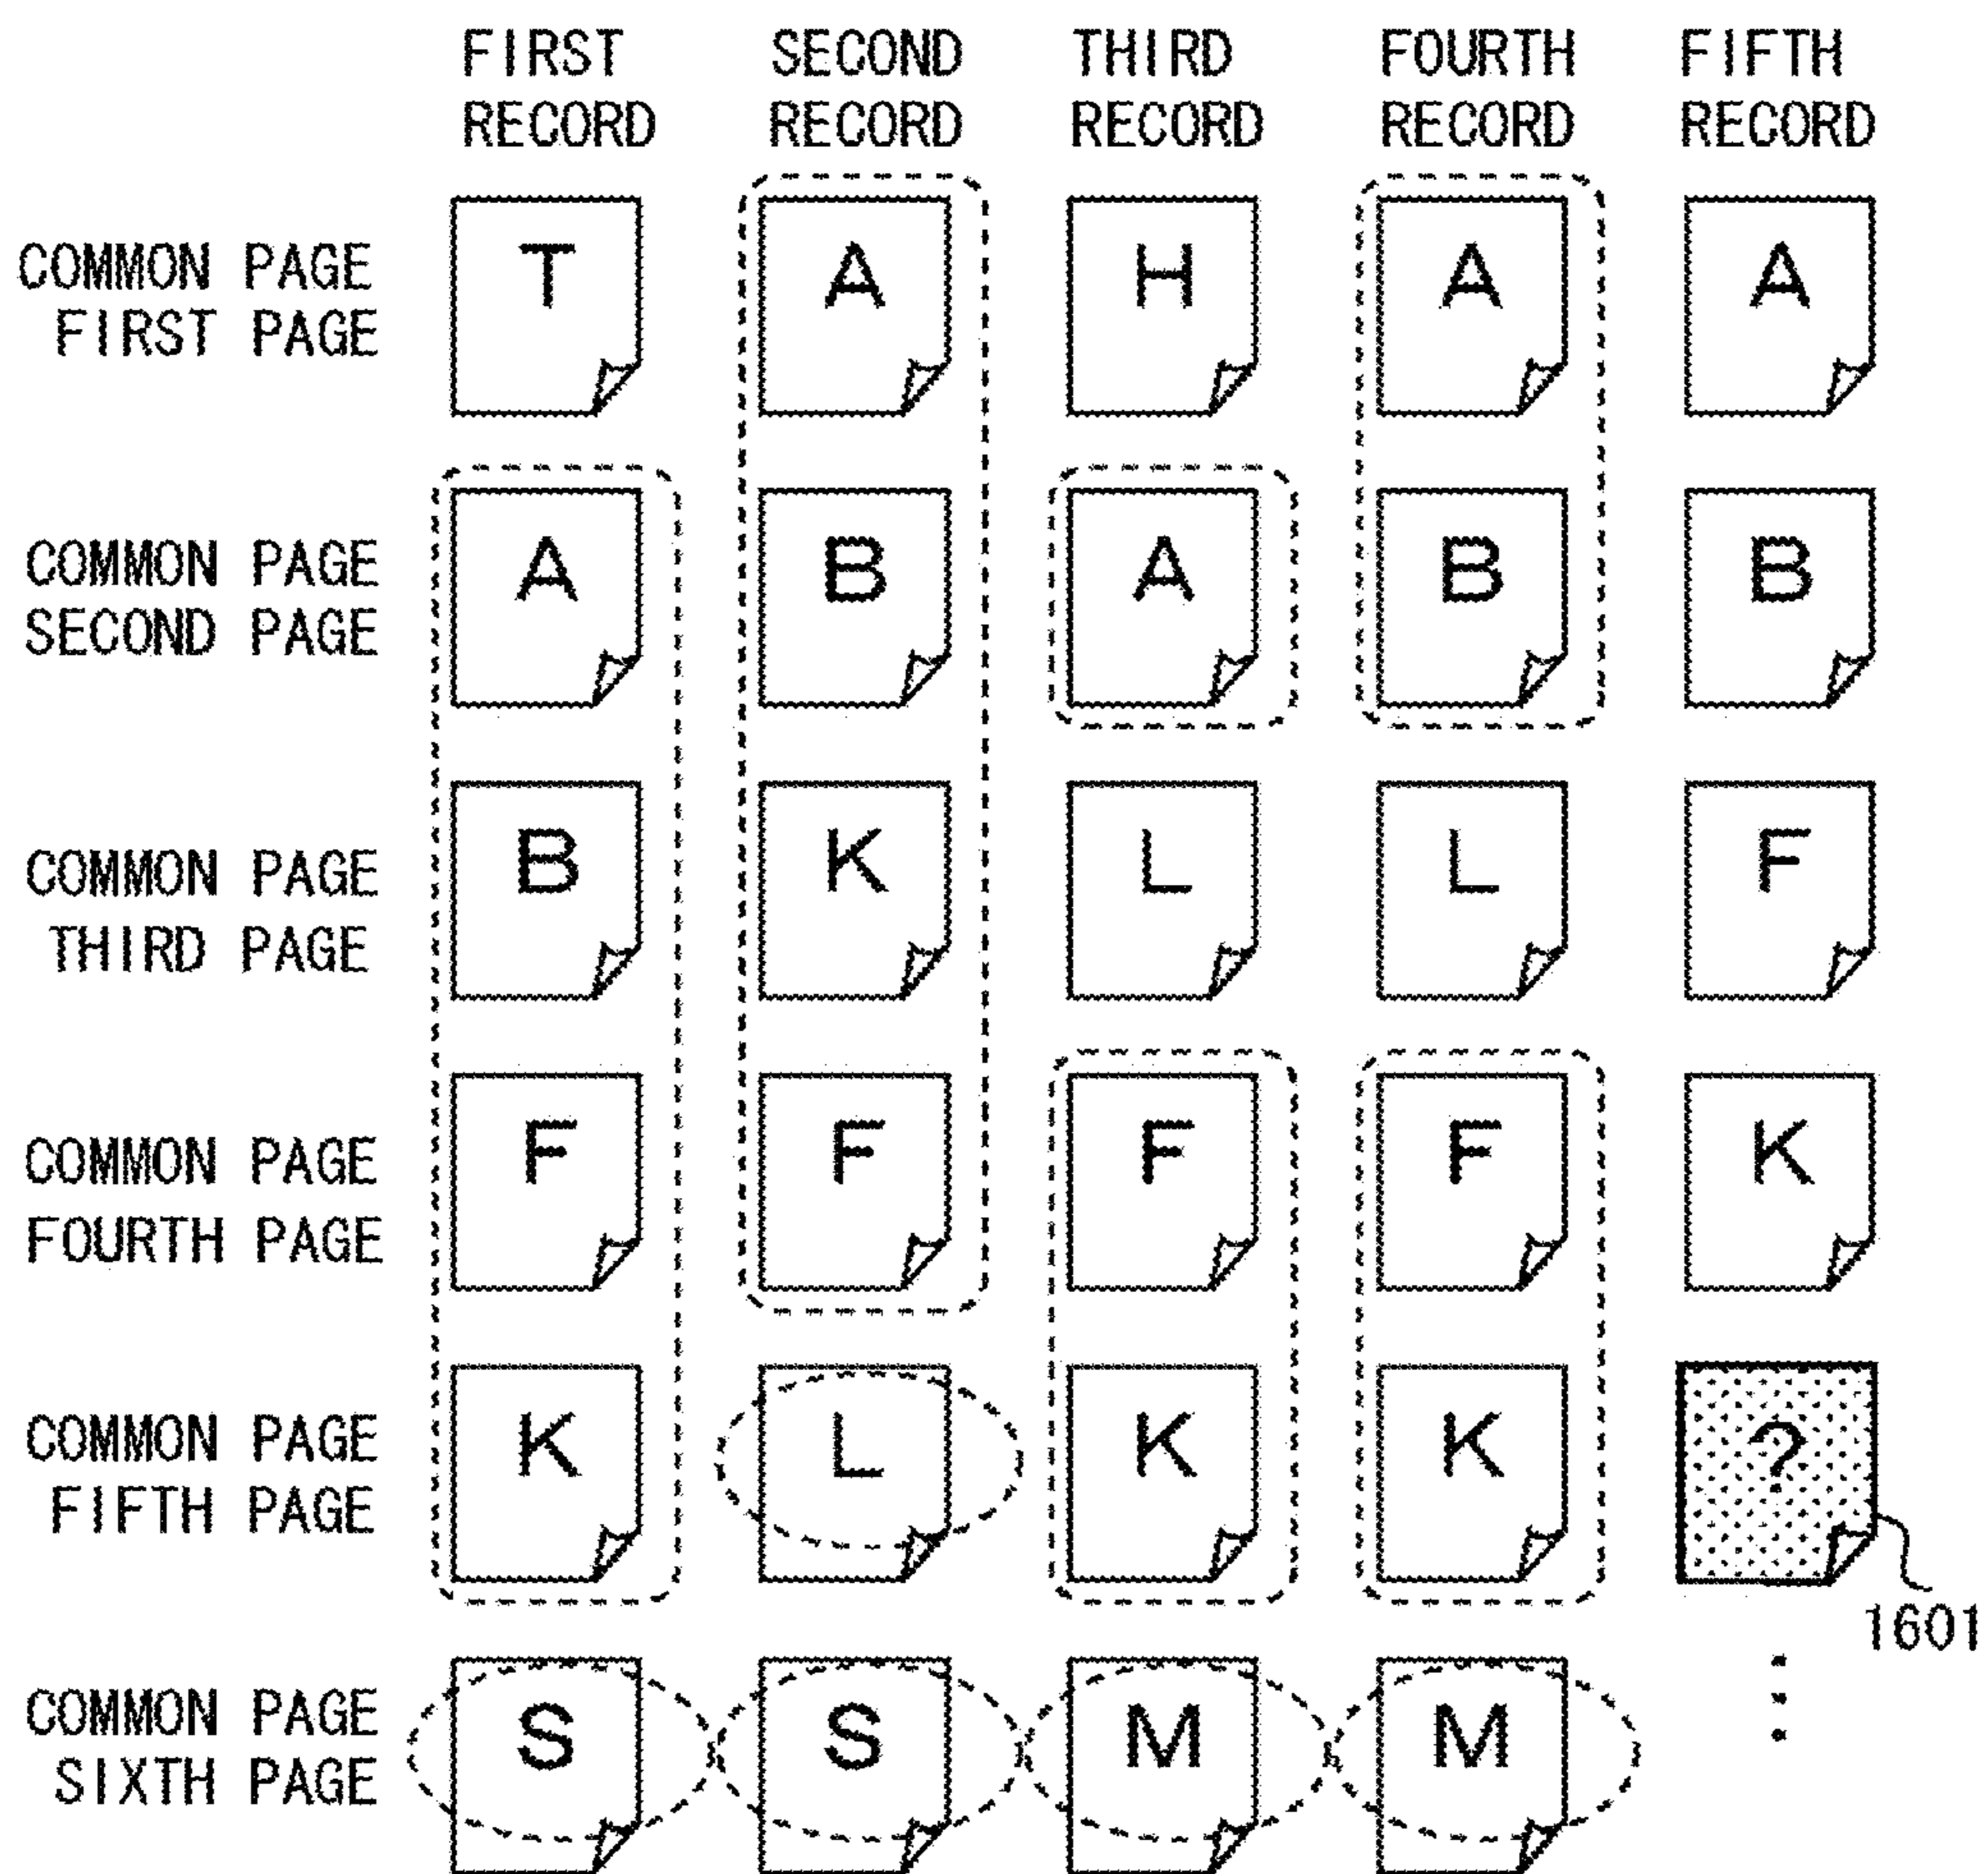 FIRST RECORD
SECOND RECORD
THIRD RECORD
FOURTH RECORD
FIFTH RECORD
COMMON PAGE
FIRST PAGE
T A H A A
COMMON PAGE
SECOND PAGE
A B A B B
COMMON PAGE
THIRD PAGE
B K L L F
COMMON PAGE
FOURTH PAGE
F F F F K
COMMON PAGE
FIFTH PAGE
K L K K ?
1601
COMMON PAGE
SIXTH PAGE
S S M M